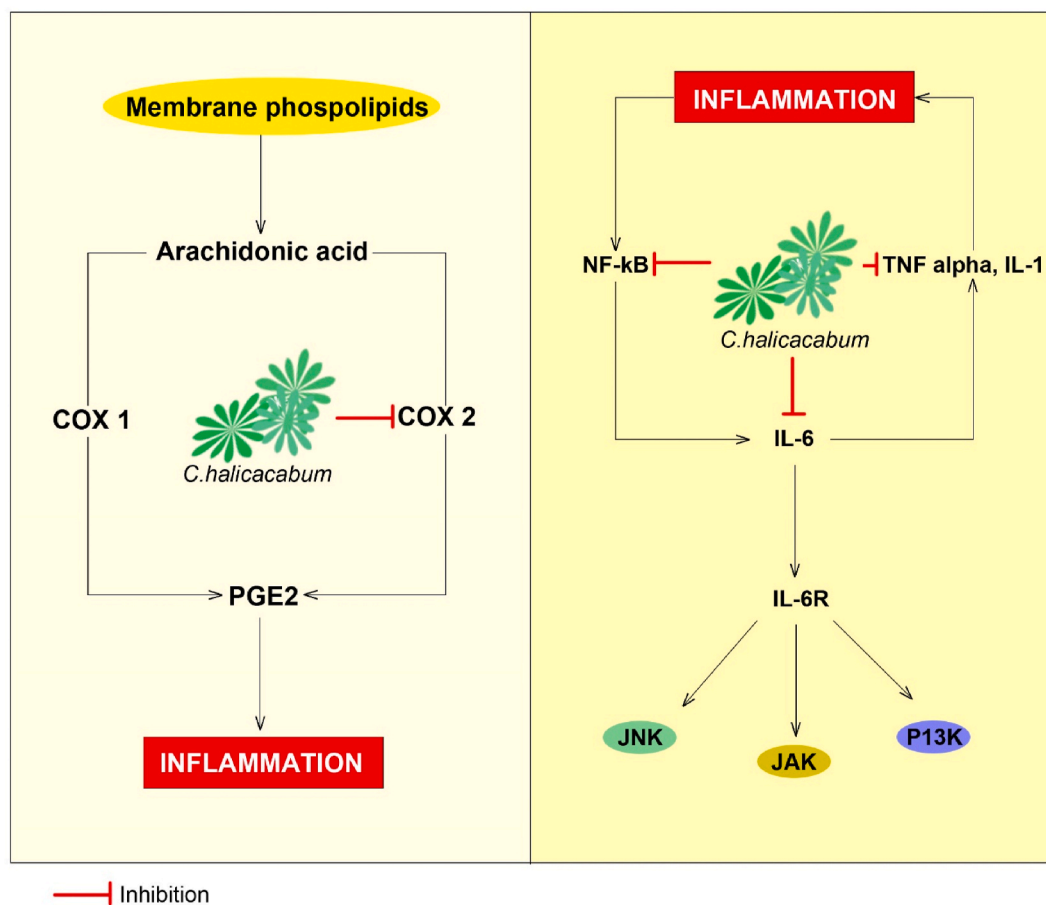 Membrane phospolipids
Arachidonic acid
COX 1
COX 2
C.halicacabum
PGE2
INFLAMMATION
INFLAMMATION
NF-kB
TNF alpha, IL-1
C.halicacabum
IL-6
IL-6R
JNK
JAK
P13K
Inhibition